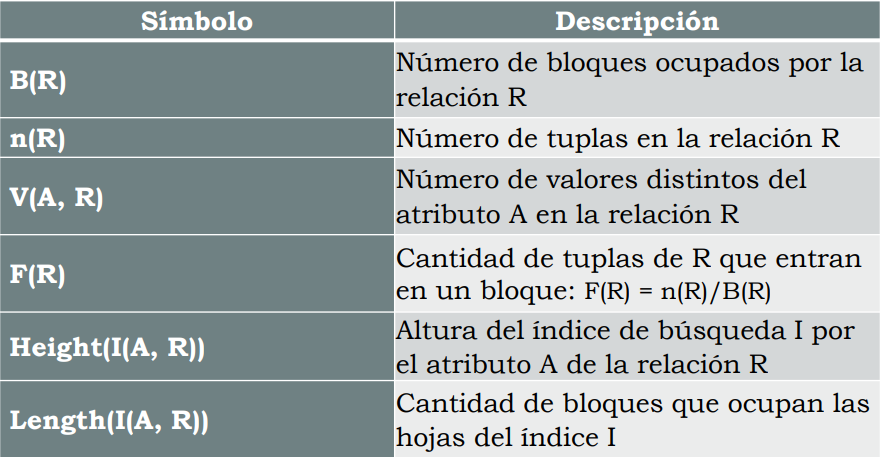 Símbolo Descripción
B(R) Número de bloques ocupados por la
relación R
n(R) Número de tuplas en la relación R
V(A, R) Número de valores distintos del
atributo A en la relación R
F(R) Cantidad de tuplas de R que entran
en un bloque: F(R) = n(R)/B(R)
Height(I(A, R)) Altura del índice de búsqueda I por
el atributo A de la relación R
Length(I(A, R)) Cantidad de bloques que ocupan las
hojas del índice I